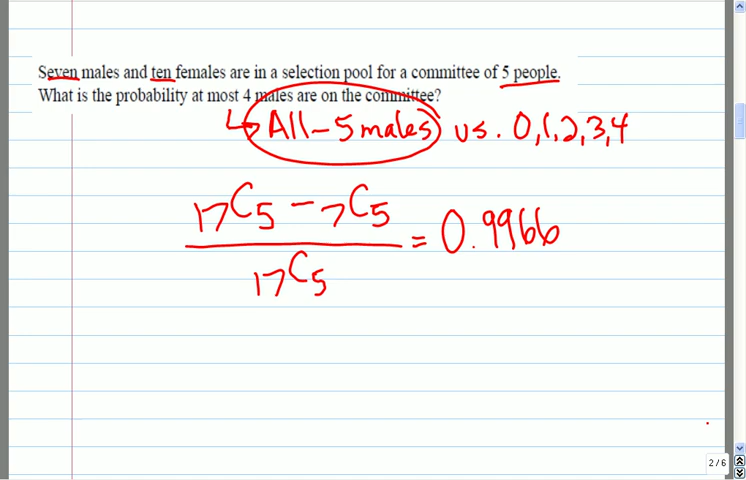 Seven males and ten females are in a selection pool for a committee of 5 people.
What is the probability at most 4 males are on the committee?
↳ All – 5 males vs. 0,1,2,3,4
17C5 – 7C5
= 0.9966
17C5
2 / 6